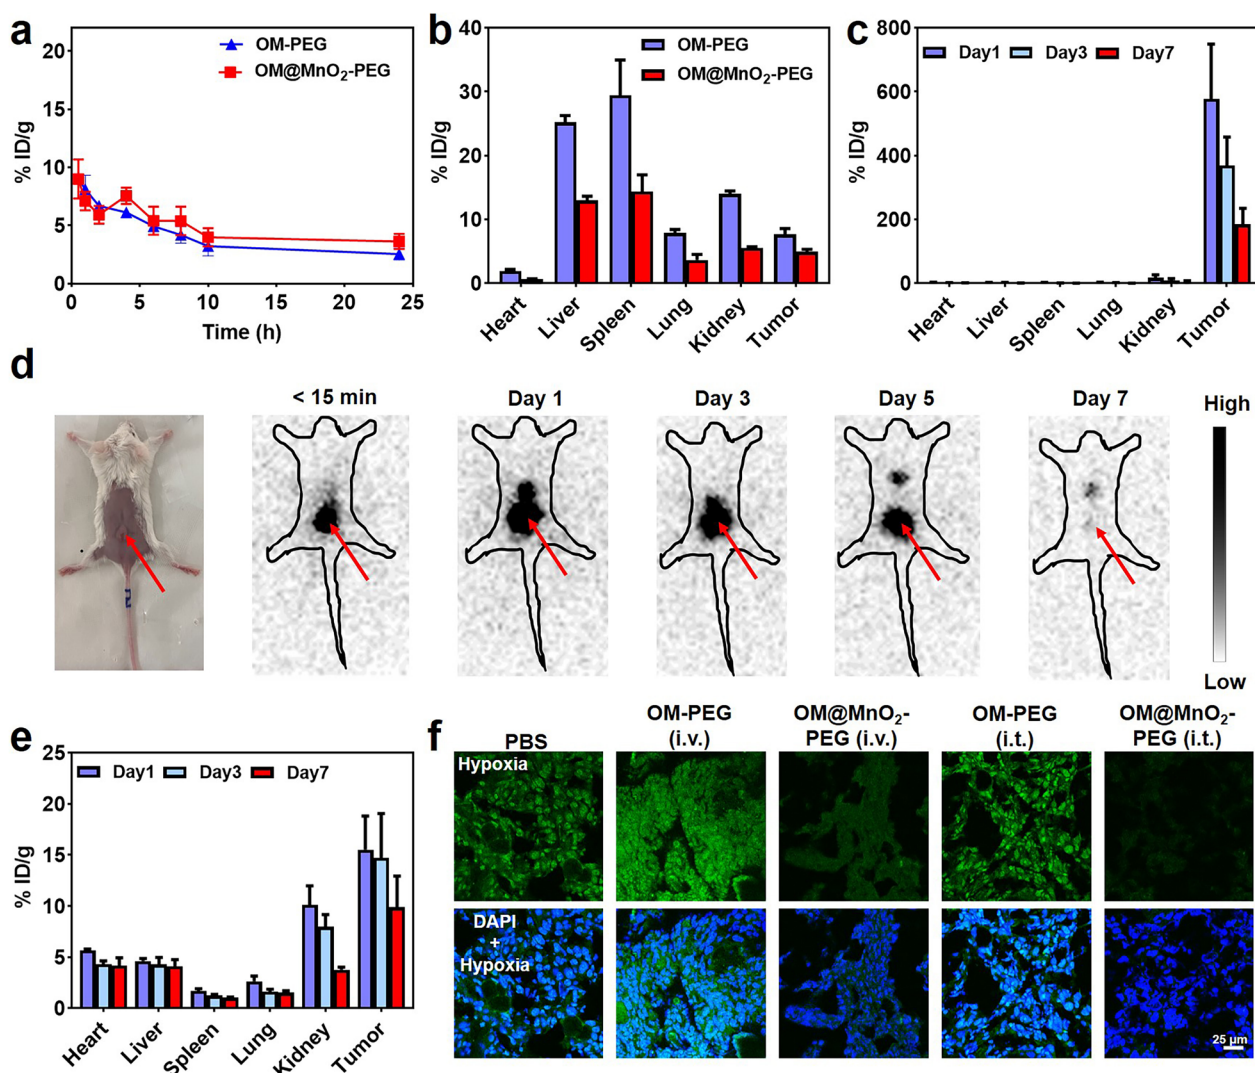 a
% ID/g
20
15
10
5
0
OM-PEG
OM@MnO2-PEG
0 5 10 15 20 25
Time (h)
b
% ID/g
40
30
20
10
0
OM-PEG
OM@MnO2-PEG
Heart Liver Spleen Lung Kidney Tumor
c
% ID/g
800
600
400
200
0
Day1 Day3 Day7
Heart Liver Spleen Lung Kidney Tumor
d
< 15 min Day 1 Day 3 Day 5 Day 7
High
Low
e
% ID/g
25
20
15
10
5
0
Day1 Day3 Day7
Heart Liver Spleen Lung Kidney Tumor
f
PBS
OM-PEG
(i.v.)
OM@MnO2-
PEG (i.v.)
OM-PEG
(i.t.)
OM@MnO2-
PEG (i.t.)
Hypoxia
DAPI
+
Hypoxia
25 μm